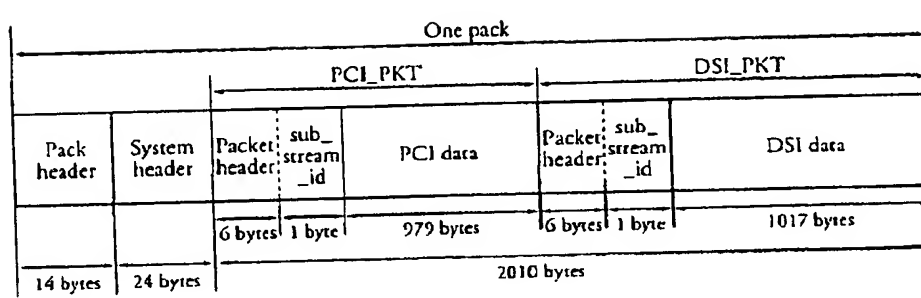 One pack
PCI_PKT
DSI_PKT
Pack
header
System
header
Packet
header
sub_
stream
_id
PCI data
Packet
header
sub_
stream
_id
DSI data
6 bytes
1 byte
979 bytes
6 bytes
1 byte
1017 bytes
14 bytes
24 bytes
2010 bytes